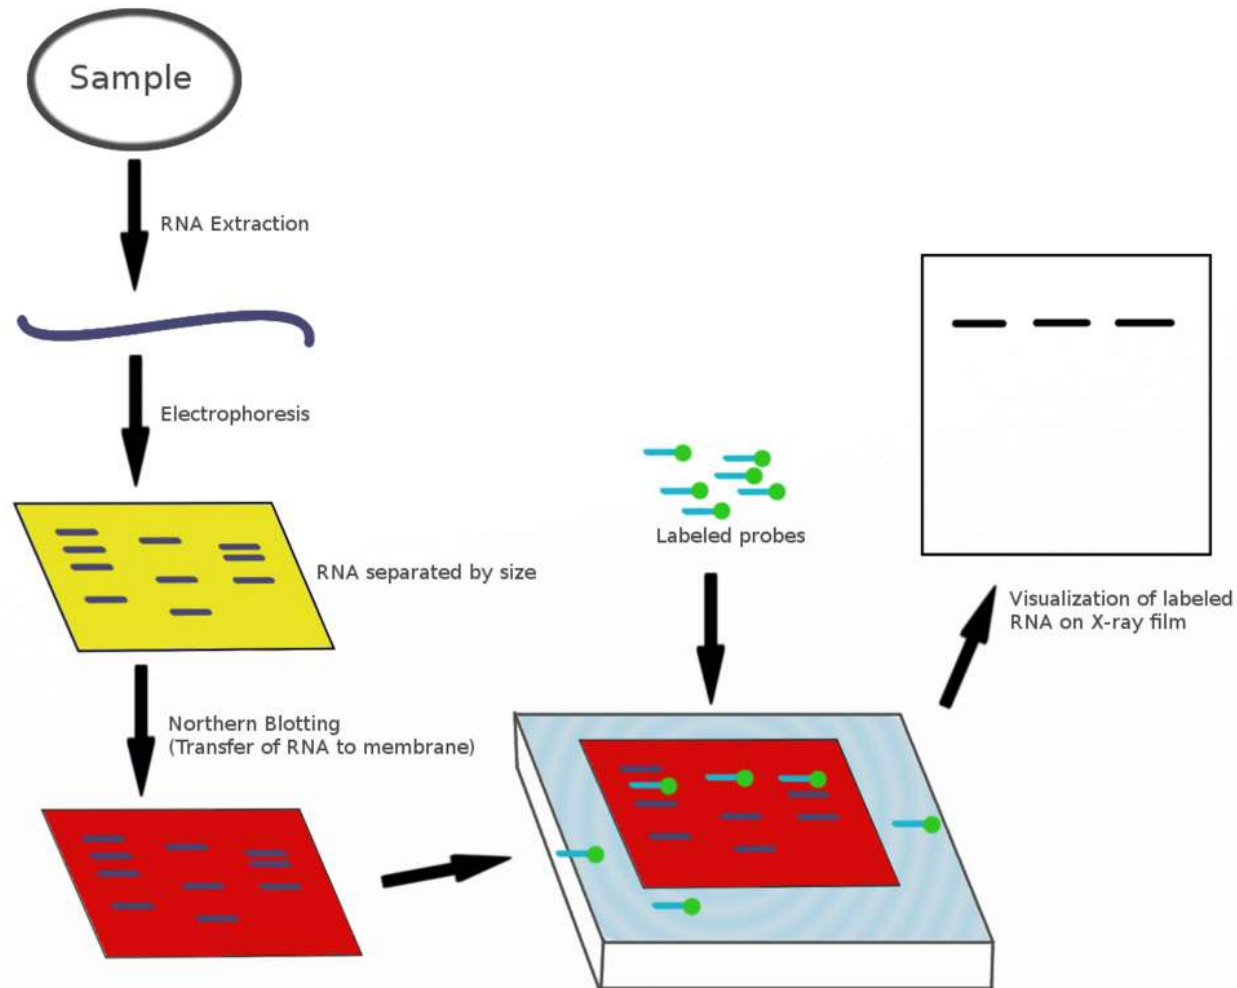 Sample
RNA Extraction
Electrophoresis
RNA separated by size
Northern Blotting
(Transfer of RNA to membrane)
Labeled probes
Visualization of labeled
RNA on X-ray film